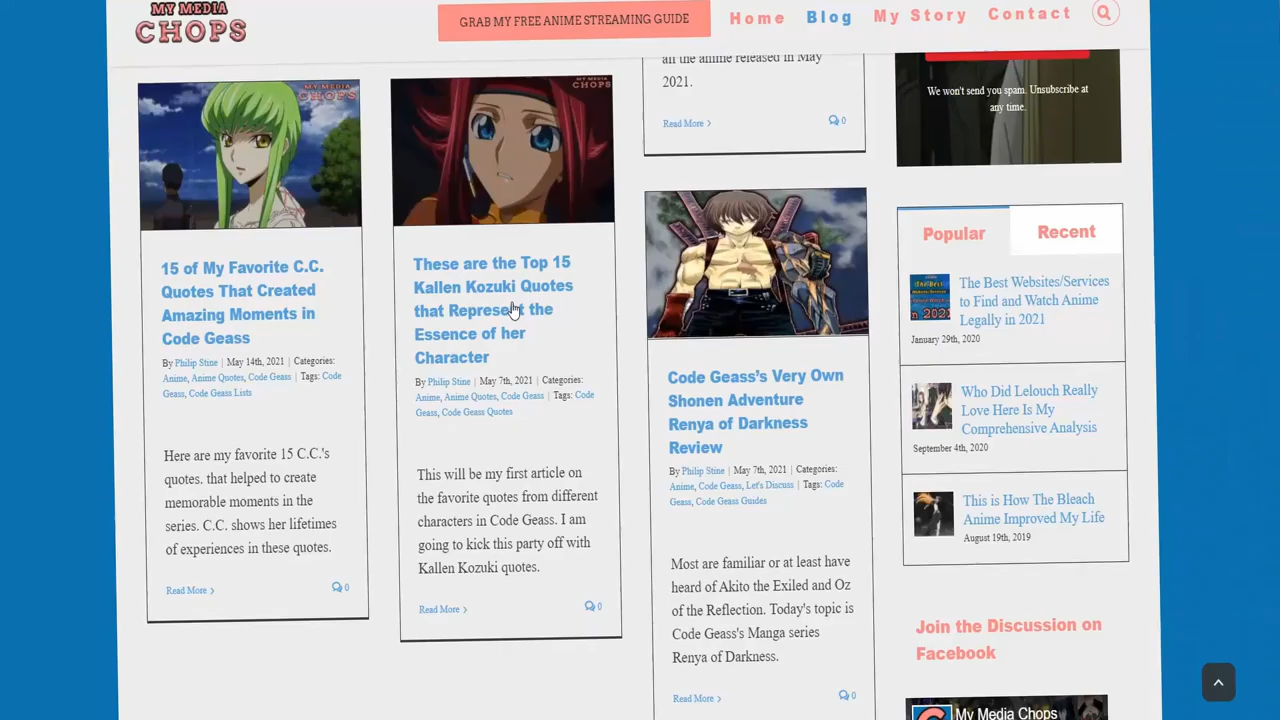 MY MEDIA
CHOPS
GRAB MY FREE ANIME STREAMING GUIDE
Home
Blog
My Story
Contact
MY MEDIA
CHOPS
15 of My Favorite C.C.
Quotes That Created
Amazing Moments in
Code Geass
By Philip Stine | May 14th, 2021 | Categories:
Anime, Anime Quotes, Code Geass | Tags: Code
Geass, Code Geass Lists
Here are my favorite 15 C.C.'s
quotes. that helped to create
memorable moments in the
series. C.C. shows her lifetimes
of experiences in these quotes.
Read More >
0
MY MEDIA
CHOPS
These are the Top 15
Kallen Kozuki Quotes
that Represent the
Essence of her
Character
By Philip Stine | May 7th, 2021 | Categories:
Anime, Anime Quotes, Code Geass | Tags: Code
Geass, Code Geass Quotes
This will be my first article on
the favorite quotes from different
characters in Code Geass. I am
going to kick this party off with
Kallen Kozuki quotes.
Read More >
0
all the anime released in May
2021.
Read More >
0
Code Geass’s Very Own
Shonen Adventure
Renya of Darkness
Review
By Philip Stine | May 7th, 2021 | Categories:
Anime, Code Geass, Let's Discuss | Tags: Code
Geass, Code Geass Guides
Most are familiar or at least have
heard of Akito the Exiled and Oz
of the Reflection. Today's topic is
Code Geass's Manga series
Renya of Darkness.
Read More >
0
We won't send you spam. Unsubscribe at
any time.
Popular
Recent
The Best Websites/Services
to Find and Watch Anime
Legally in 2021
January 29th, 2020
Who Did Lelouch Really
Love Here Is My
Comprehensive Analysis
September 4th, 2020
This is How The Bleach
Anime Improved My Life
August 19th, 2019
Join the Discussion on
Facebook
My Media Chops